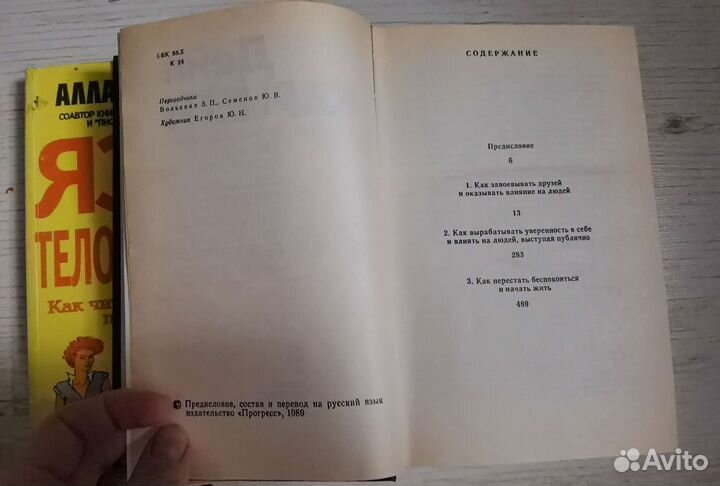 АЛЛА
СОАВТОР КНИ
И "ПИС
ЯЗ
ТЕЛО
Как чи
п
ББК 88.5
К 24
Переводчики
Вольская З. П., Семенов Ю. В.
Художник Егоров Ю. Н.
© Предисловие, состав и перевод на русский язык
издательство «Прогресс», 1989
СОДЕРЖАНИЕ
Предисловие
6
1. Как завоевывать друзей
и оказывать влияние на людей
13
2. Как вырабатывать уверенность в себе
и влиять на людей, выступая публично
283
3. Как перестать беспокоиться
и начать жить
489
Avito